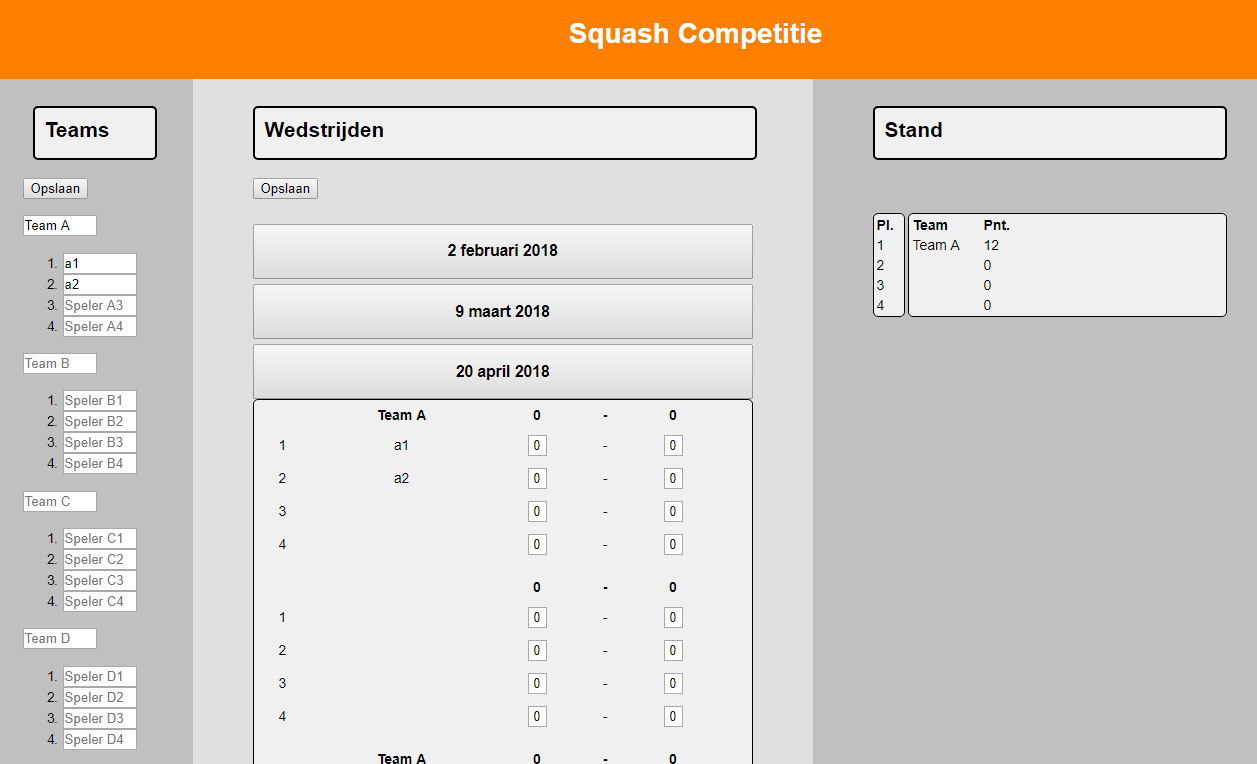 Squash Competitie
Teams
Opslaan
Team A
1. a1
2. a2
3. Speler A3
4. Speler A4
Team B
1. Speler B1
2. Speler B2
3. Speler B3
4. Speler B4
Team C
1. Speler C1
2. Speler C2
3. Speler C3
4. Speler C4
Team D
1. Speler D1
2. Speler D2
3. Speler D3
4. Speler D4
Wedstrijden
Opslaan
2 februari 2018
9 maart 2018
20 april 2018
Team A 0 - 0
1 a1 0 - 0
2 a2 0 - 0
3 0 - 0
4 0 - 0
0 - 0
1 0 - 0
2 0 - 0
3 0 - 0
4 0 - 0
Team A 0 - 0
Stand
Pl. Team Pnt.
1 Team A 12
2 0
3 0
4 0